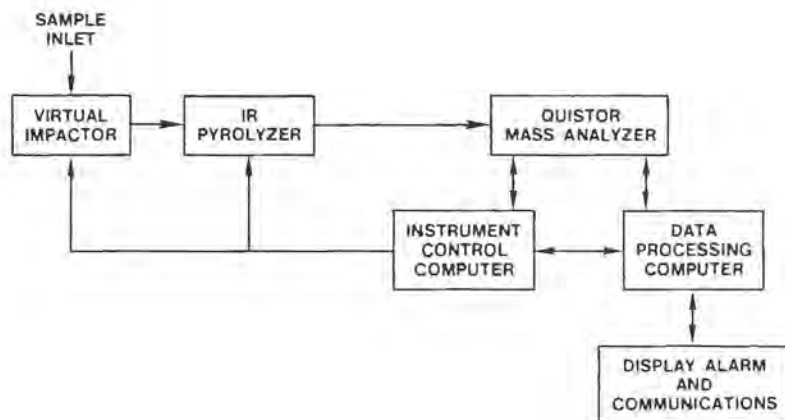 SAMPLE
INLET
VIRTUAL
IMPACTOR
IR
PYROLYZER
QUISTOR
MASS ANALYZER
INSTRUMENT
CONTROL
COMPUTER
DATA
PROCESSING
COMPUTER
DISPLAY ALARM
AND
COMMUNICATIONS